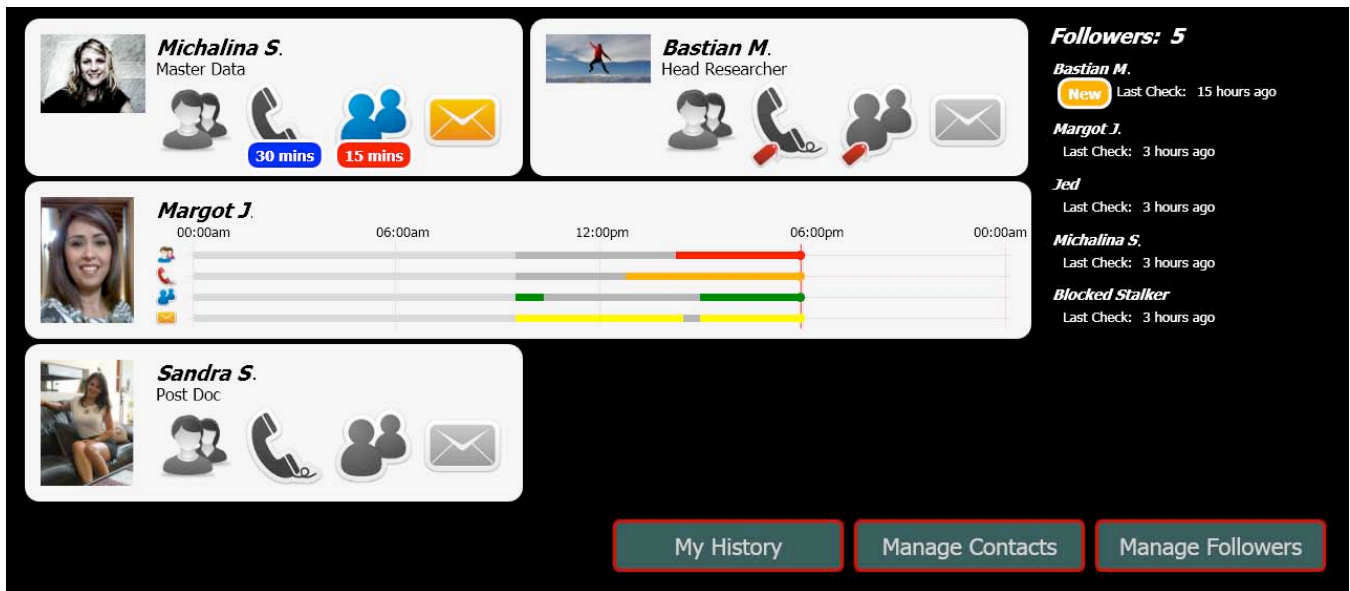 Michalina S.
Master Data
30 mins
15 mins
Bastian M.
Head Researcher
Margot J.
00:00am 06:00am 12:00pm 06:00pm 00:00am
Sandra S.
Post Doc
Followers: 5
Bastian M.
New Last Check: 15 hours ago
Margot J.
Last Check: 3 hours ago
Jed
Last Check: 3 hours ago
Michalina S.
Last Check: 3 hours ago
Blocked Stalker
Last Check: 3 hours ago
My History
Manage Contacts
Manage Followers